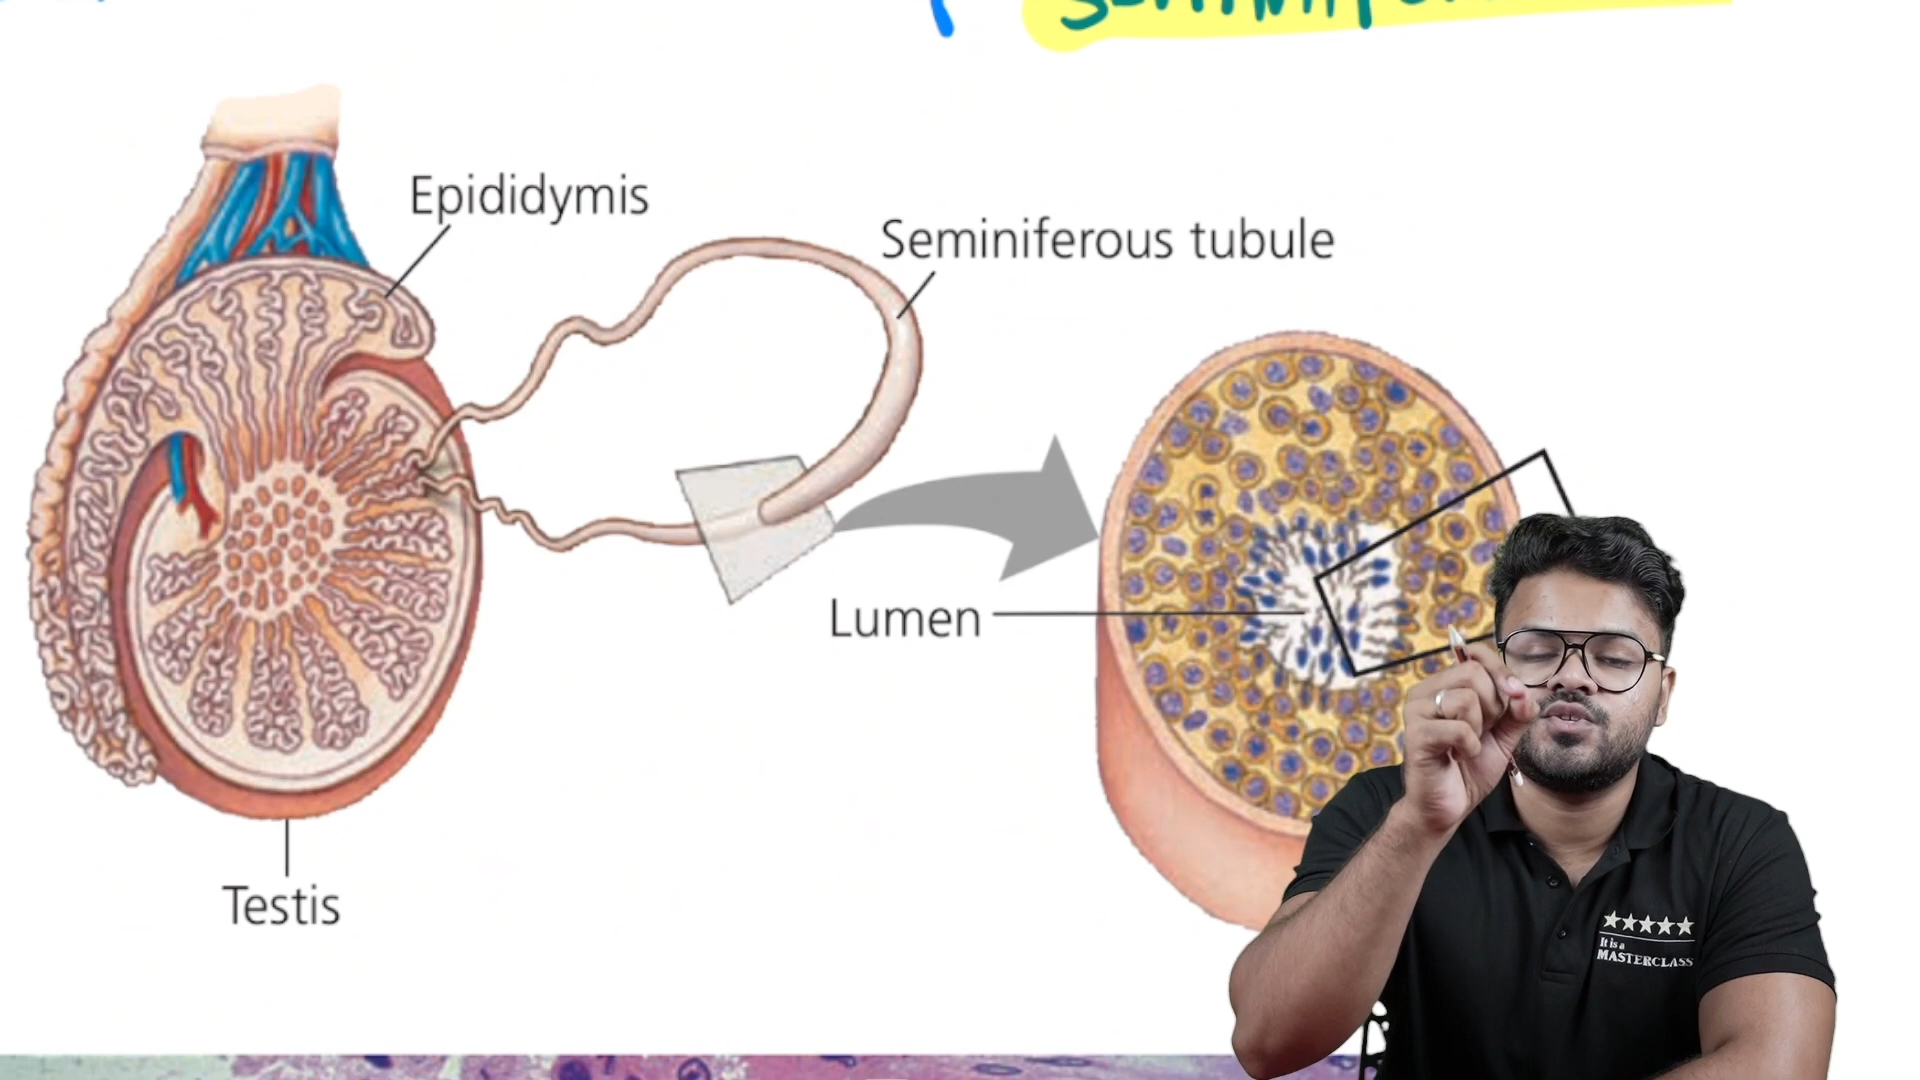 Epididymis
Seminiferous tubule
Lumen
Testis
★★★★★
It is a
MASTERCLASS